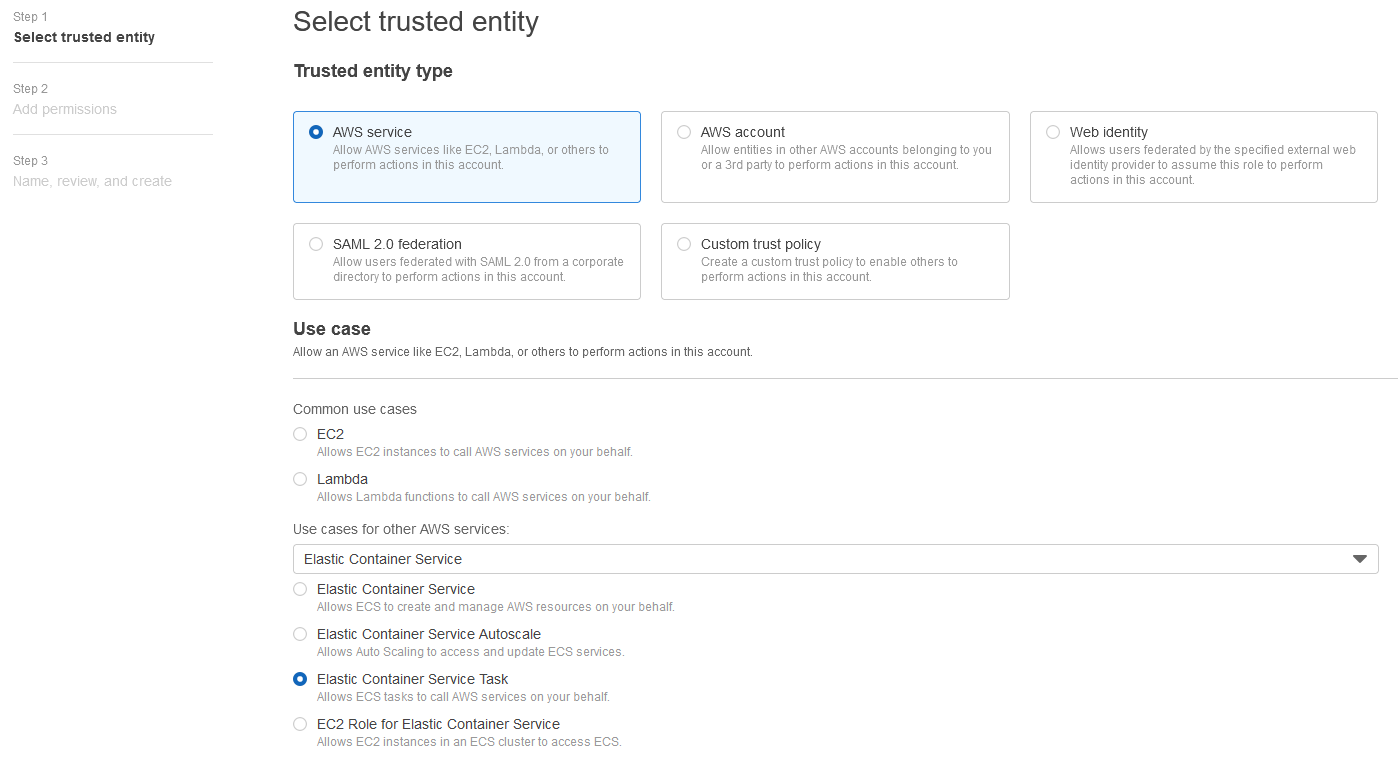 Step 1
Select trusted entity
Step 2
Add permissions
Step 3
Name, review, and create
Select trusted entity
Trusted entity type
AWS service
Allow AWS services like EC2, Lambda, or others to
perform actions in this account.
AWS account
Allow entities in other AWS accounts belonging to you
or a 3rd party to perform actions in this account.
Web identity
Allows users federated by the specified external web
identity provider to assume this role to perform
actions in this account.
SAML 2.0 federation
Allow users federated with SAML 2.0 from a corporate
directory to perform actions in this account.
Custom trust policy
Create a custom trust policy to enable others to
perform actions in this account.
Use case
Allow an AWS service like EC2, Lambda, or others to perform actions in this account.
Common use cases
EC2
Allows EC2 instances to call AWS services on your behalf.
Lambda
Allows Lambda functions to call AWS services on your behalf.
Use cases for other AWS services:
Elastic Container Service
Elastic Container Service
Allows ECS to create and manage AWS resources on your behalf.
Elastic Container Service Autoscale
Allows Auto Scaling to access and update ECS services.
Elastic Container Service Task
Allows ECS tasks to call AWS services on your behalf.
EC2 Role for Elastic Container Service
Allows EC2 instances in an ECS cluster to access ECS.